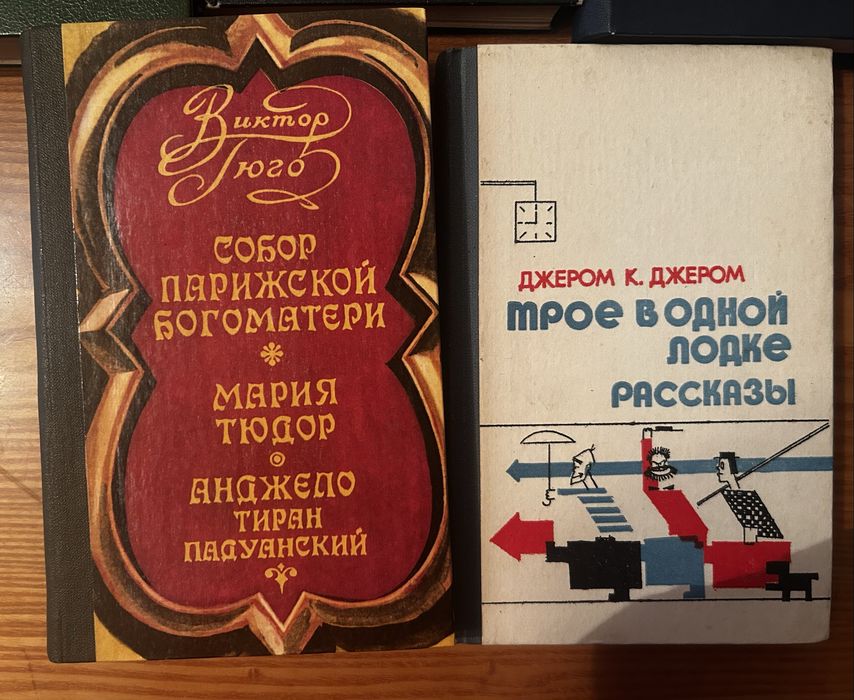 Виктор
Гюго
СОБОР
ПАРИЖСКОЙ
БОГОМАТЕРИ
МАРИЯ
ТЮДОР
АНДЖЕЛО
ТИРАН
ПАДУАНСКИЙ
ДЖЕРОМ К. ДЖЕРОМ
ТРОЕ В ОДНОЙ
ЛОДКЕ
РАССКАЗЫ